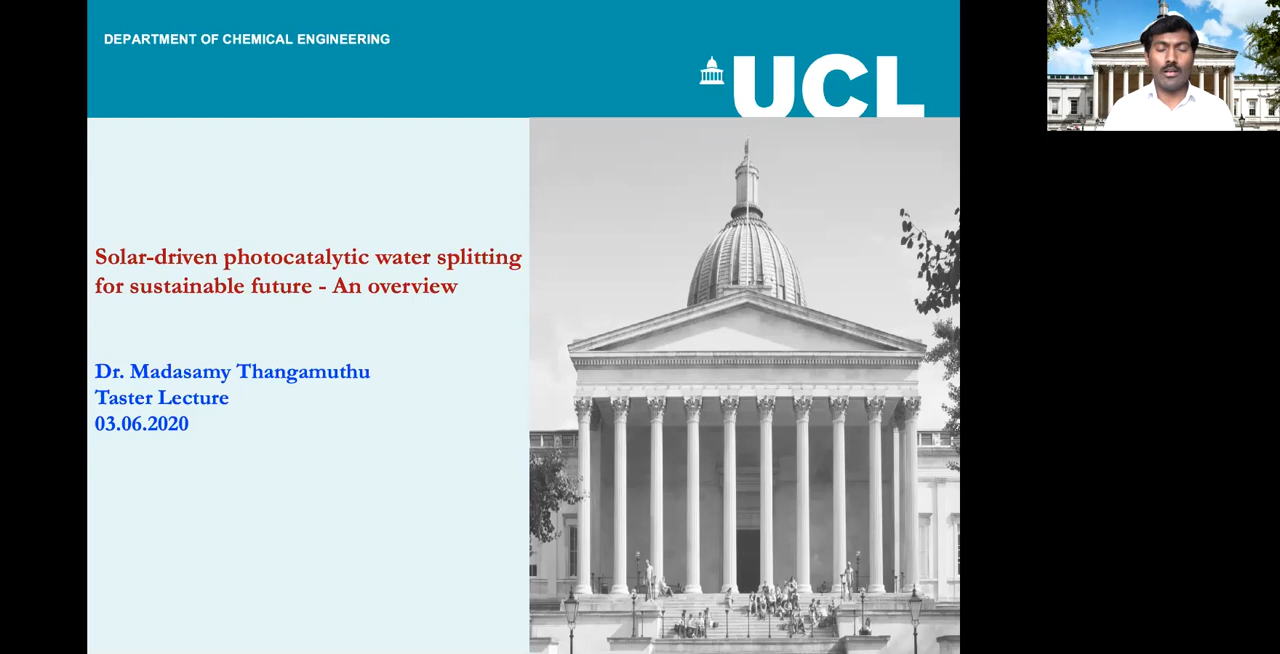 DEPARTMENT OF CHEMICAL ENGINEERING
UCL
Solar-driven photocatalytic water splitting
for sustainable future - An overview
Dr. Madasamy Thangamuthu
Taster Lecture
03.06.2020